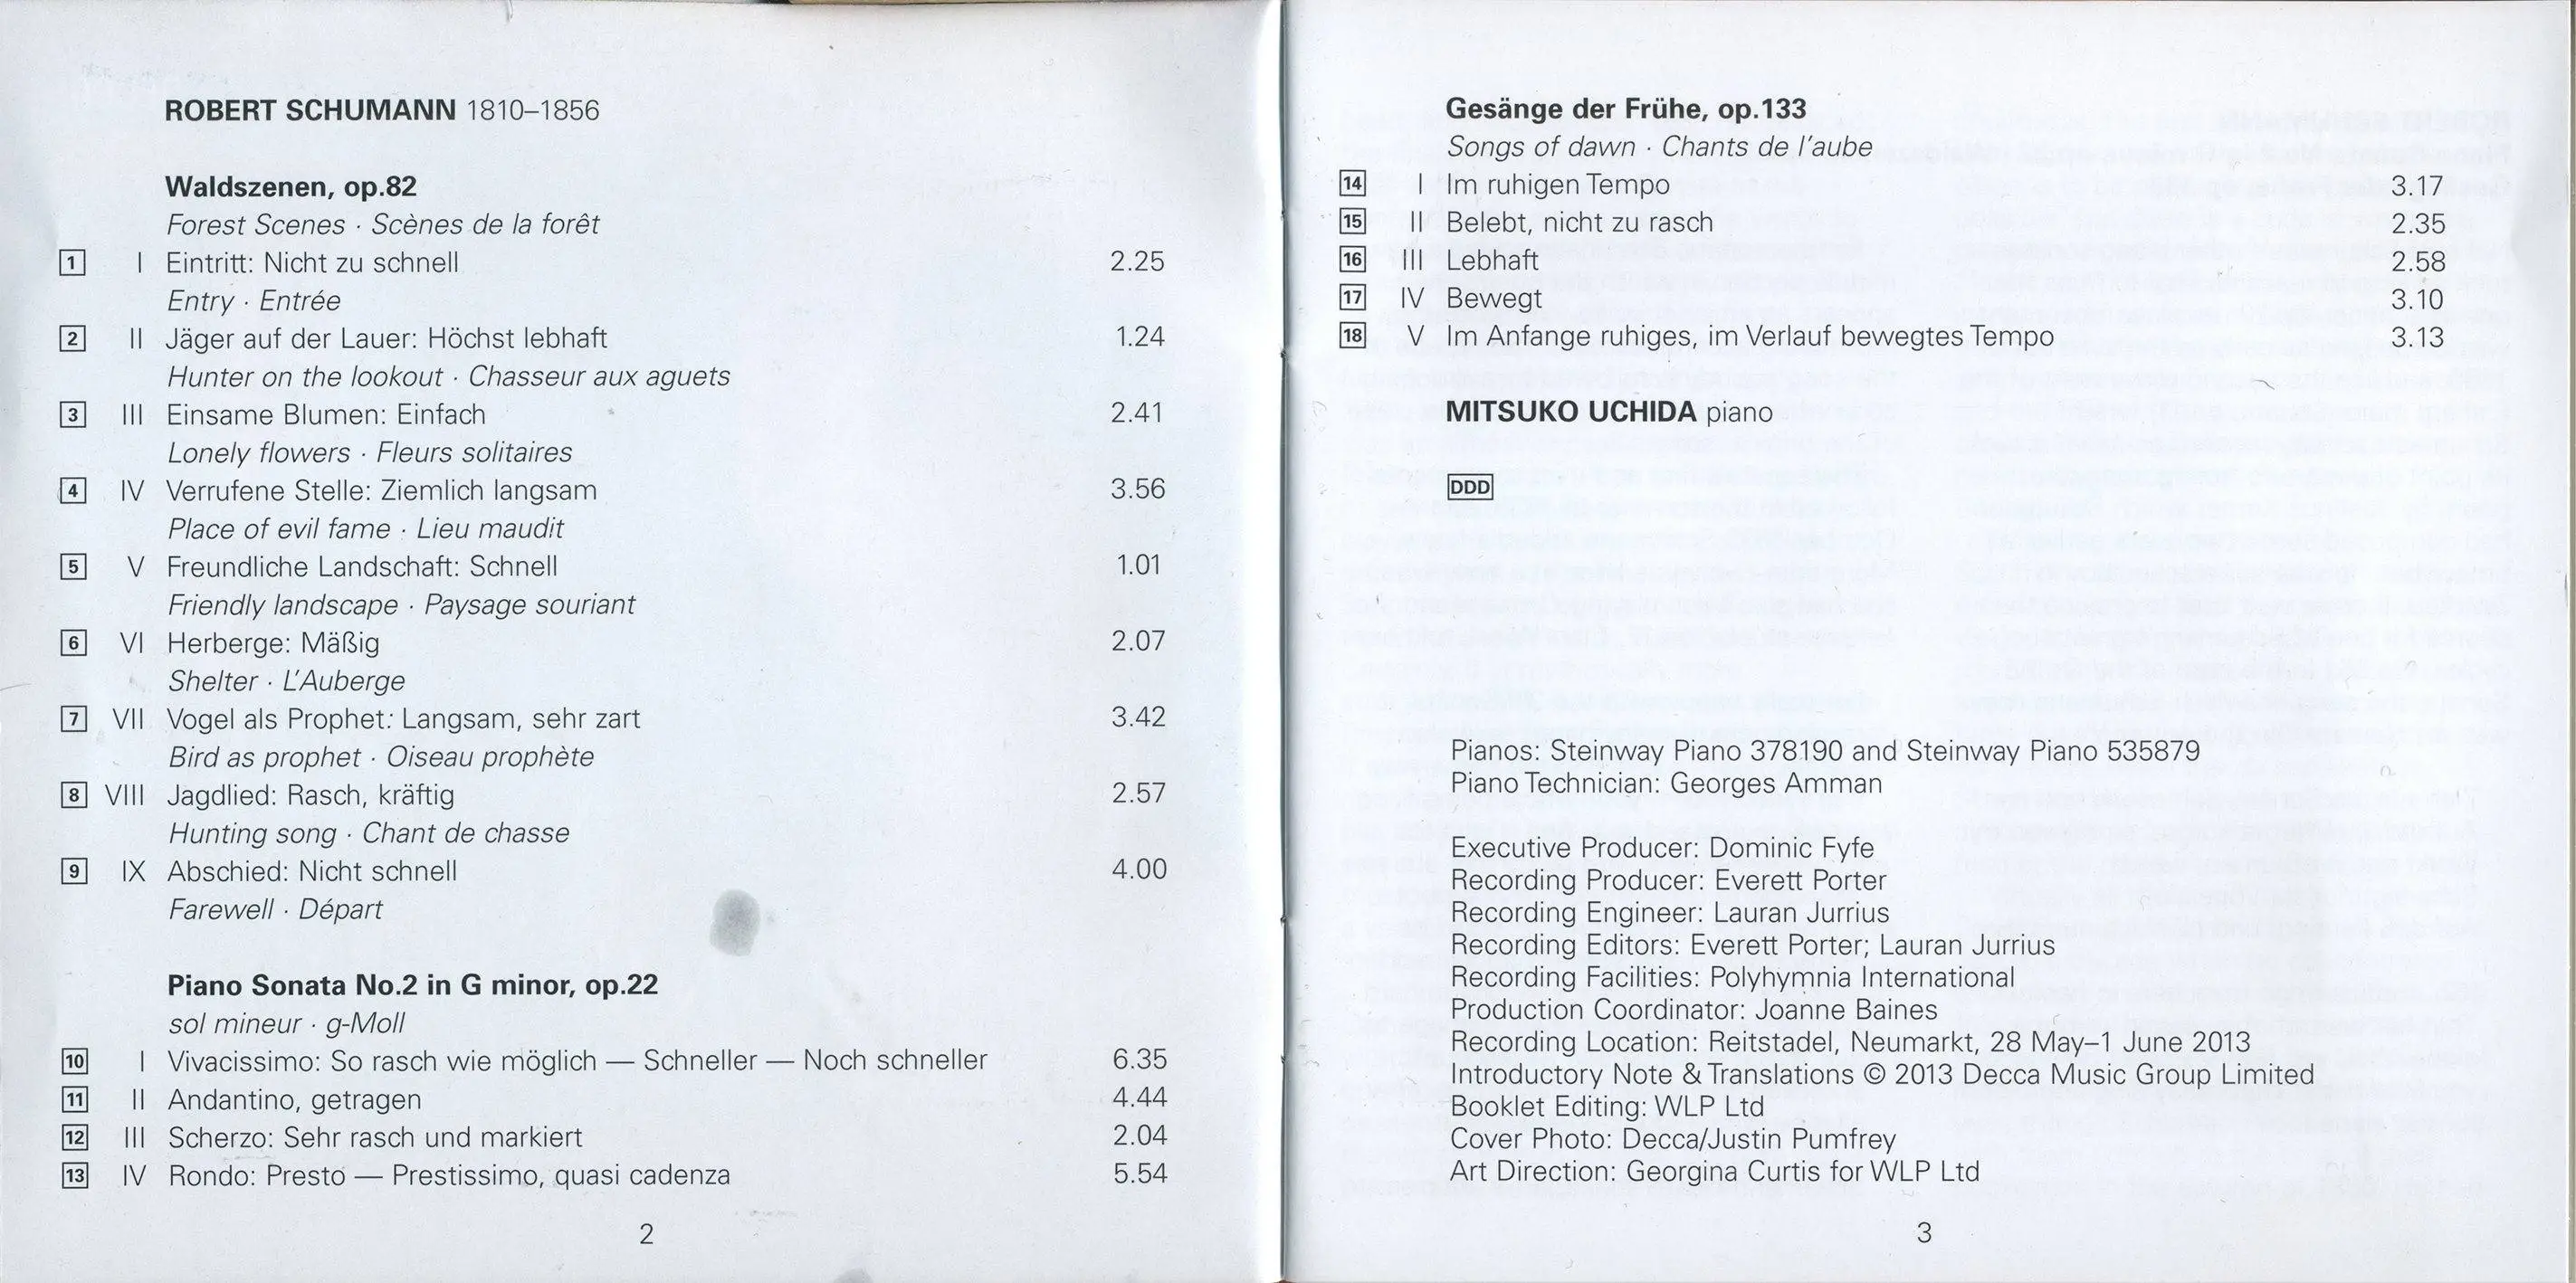 ROBERT SCHUMANN 1810–1856
Waldszenen, op.82
Forest Scenes · Scènes de la forêt
1 I Eintritt: Nicht zu schnell 2.25
Entry · Entrée
2 II Jäger auf der Lauer: Höchst lebhaft 1.24
Hunter on the lookout · Chasseur aux aguets
3 III Einsame Blumen: Einfach 2.41
Lonely flowers · Fleurs solitaires
4 IV Verrufene Stelle: Ziemlich langsam 3.56
Place of evil fame · Lieu maudit
5 V Freundliche Landschaft: Schnell 1.01
Friendly landscape · Paysage souriant
6 VI Herberge: Mäßig 2.07
Shelter · L'Auberge
7 VII Vogel als Prophet: Langsam, sehr zart 3.42
Bird as prophet · Oiseau prophète
8 VIII Jagdlied: Rasch, kräftig 2.57
Hunting song · Chant de chasse
9 IX Abschied: Nicht schnell 4.00
Farewell · Départ
Piano Sonata No.2 in G minor, op.22
sol mineur · g-Moll
10 I Vivacissimo: So rasch wie möglich — Schneller — Noch schneller 6.35
11 II Andantino, getragen 4.44
12 III Scherzo: Sehr rasch und markiert 2.04
13 IV Rondo: Presto — Prestissimo, quasi cadenza 5.54
2
Gesänge der Frühe, op.133
Songs of dawn · Chants de l'aube
14 I Im ruhigen Tempo 3.17
15 II Belebt, nicht zu rasch 2.35
16 III Lebhaft 2.58
17 IV Bewegt 3.10
18 V Im Anfange ruhiges, im Verlauf bewegtes Tempo 3.13
MITSUKO UCHIDA piano
DDD
Pianos: Steinway Piano 378190 and Steinway Piano 535879
Piano Technician: Georges Amman
Executive Producer: Dominic Fyfe
Recording Producer: Everett Porter
Recording Engineer: Lauran Jurrius
Recording Editors: Everett Porter; Lauran Jurrius
Recording Facilities: Polyhymnia International
Production Coordinator: Joanne Baines
Recording Location: Reitstadel, Neumarkt, 28 May–1 June 2013
Introductory Note & Translations © 2013 Decca Music Group Limited
Booklet Editing: WLP Ltd
Cover Photo: Decca/Justin Pumfrey
Art Direction: Georgina Curtis for WLP Ltd
3